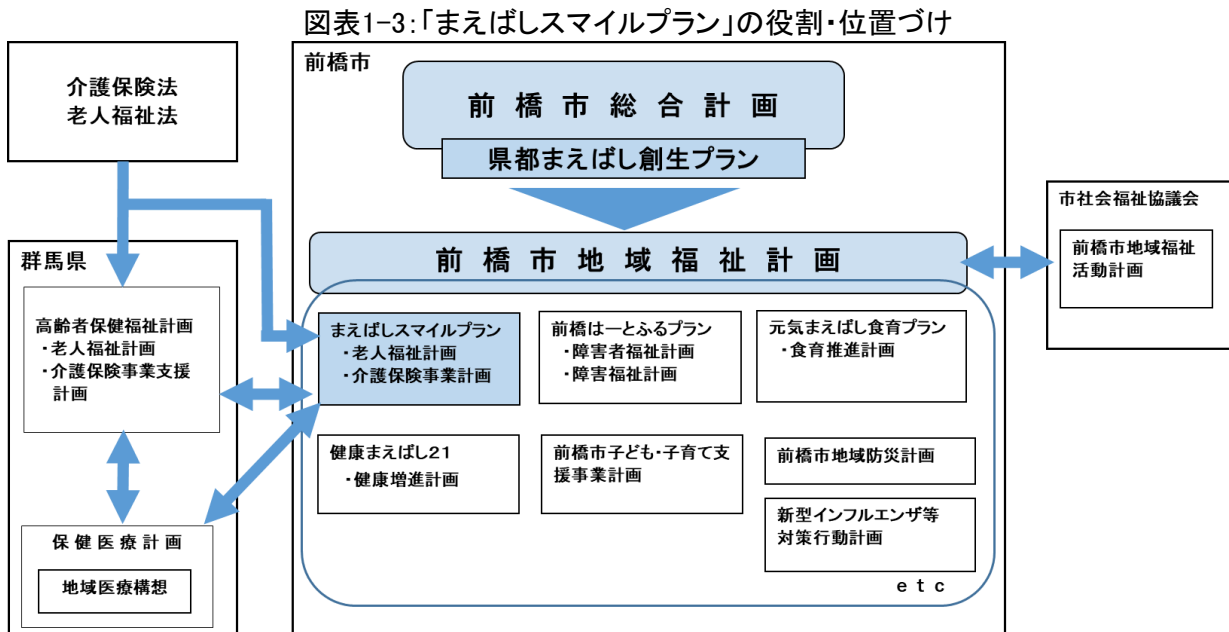 図表1-3:「まえばしスマイルプラン」の役割・位置づけ
介護保険法
老人福祉法
群馬県
高齢者保健福祉計画
・老人福祉計画
・介護保険事業支援
計画
保健医療計画
地域医療構想
前橋市
前橋市総合計画
県都まえばし創生プラン
前橋市地域福祉計画
まえばしスマイルプラン
・老人福祉計画
・介護保険事業計画
前橋はーとふるプラン
・障害者福祉計画
・障害福祉計画
元気まえばし食育プラン
・食育推進計画
健康まえばし21
・健康増進計画
前橋市子ども・子育て支
援事業計画
前橋市地域防災計画
新型インフルエンザ等
対策行動計画
etc
市社会福祉協議会
前橋市地域福祉
活動計画